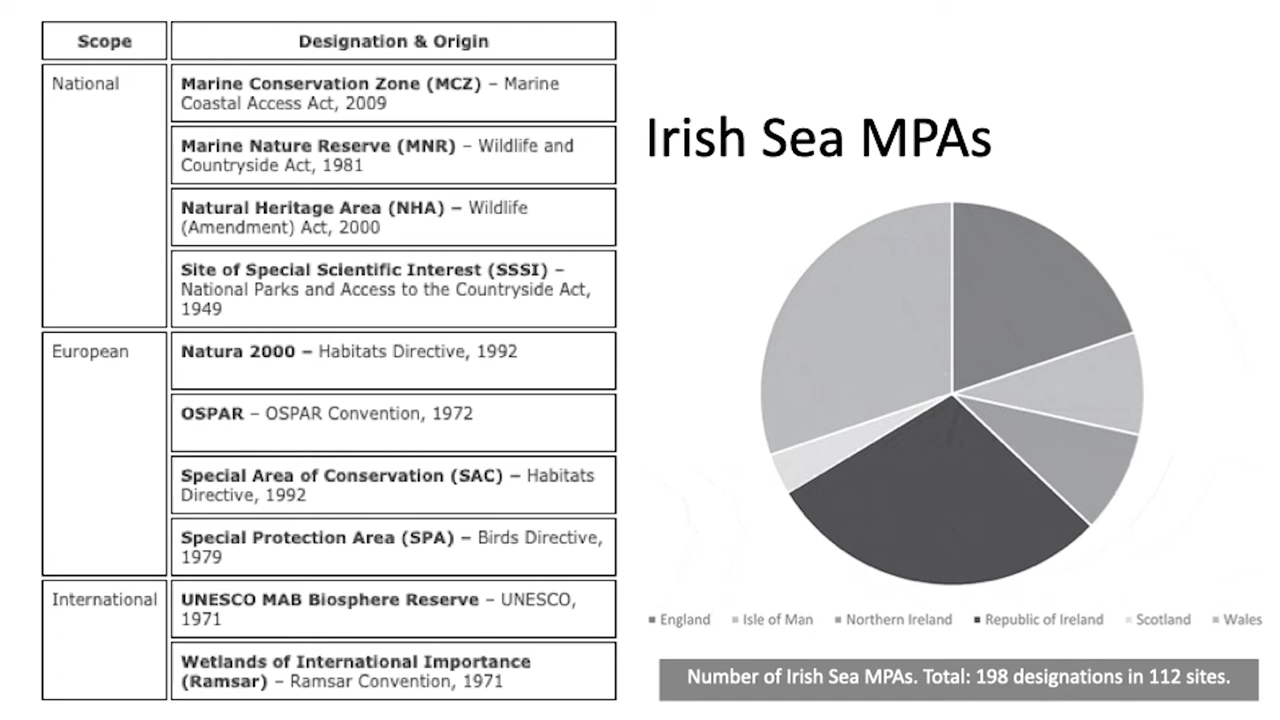 Scope
Designation & Origin
National
Marine Conservation Zone (MCZ) – Marine
Coastal Access Act, 2009
Marine Nature Reserve (MNR) – Wildlife and
Countryside Act, 1981
Natural Heritage Area (NHA) – Wildlife
(Amendment) Act, 2000
Site of Special Scientific Interest (SSSI) –
National Parks and Access to the Countryside Act,
1949
European
Natura 2000 – Habitats Directive, 1992
OSPAR – OSPAR Convention, 1972
Special Area of Conservation (SAC) – Habitats
Directive, 1992
Special Protection Area (SPA) – Birds Directive,
1979
International
UNESCO MAB Biosphere Reserve – UNESCO,
1971
Wetlands of International Importance
(Ramsar) – Ramsar Convention, 1971
Irish Sea MPAs
England Isle of Man Northern Ireland Republic of Ireland Scotland Wales
Number of Irish Sea MPAs. Total: 198 designations in 112 sites.